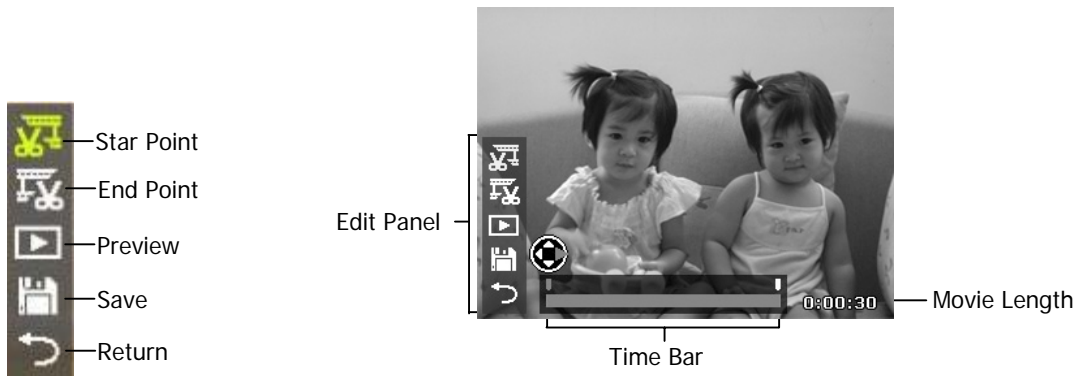 Star Point
End Point
Preview
Save
Return
Edit Panel
0:00:30
Movie Length
Time Bar